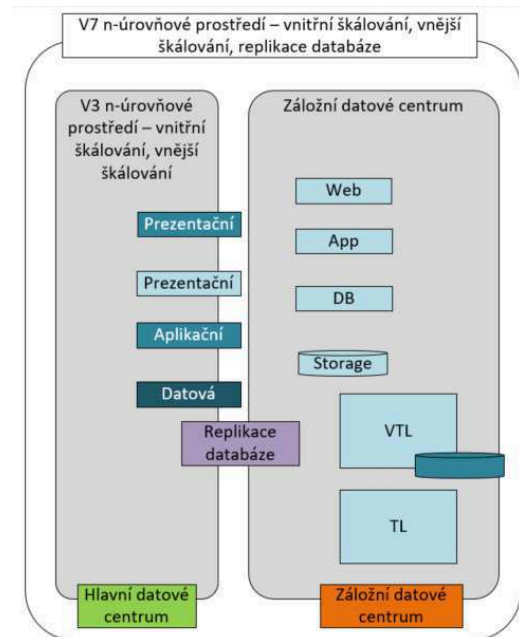 V7 n-úrovňové prostředí – vnitřní škálování, vnější
škálování, replikace databáze
V3 n-úrovňové
prostředí – vnitřní
škálování, vnější
škálování
Prezentační
Prezentační
Aplikační
Datová
Replikace
databáze
Hlavní datové
centrum
Záložní datové centrum
Web
App
DB
Storage
VTL
TL
Záložní datové
centrum